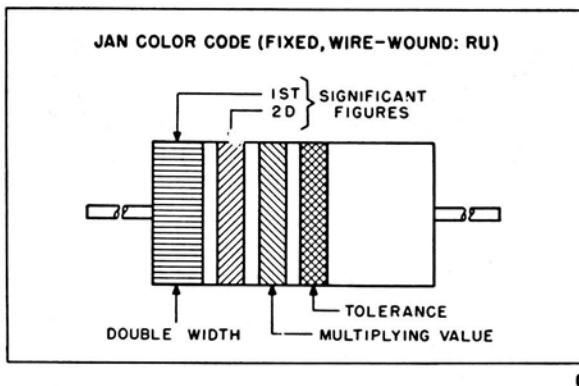 JAN COLOR CODE (FIXED, WIRE-WOUND: RU)
1ST
2D
SIGNIFICANT
FIGURES
TOLERANCE
DOUBLE WIDTH
MULTIPLYING VALUE